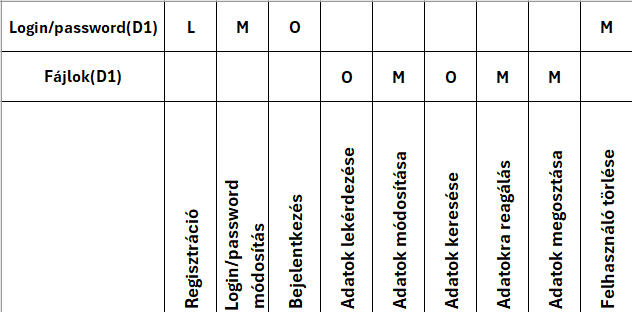 Login/password(D1) L M O M
Fájlok(D1) O M O M M
Regisztráció
Login/password
módosítás
Bejelentkezés
Adatok lekérdezése
Adatok módosítása
Adatok keresése
Adatokra reagálás
Adatok megosztása
Felhasználó törlése